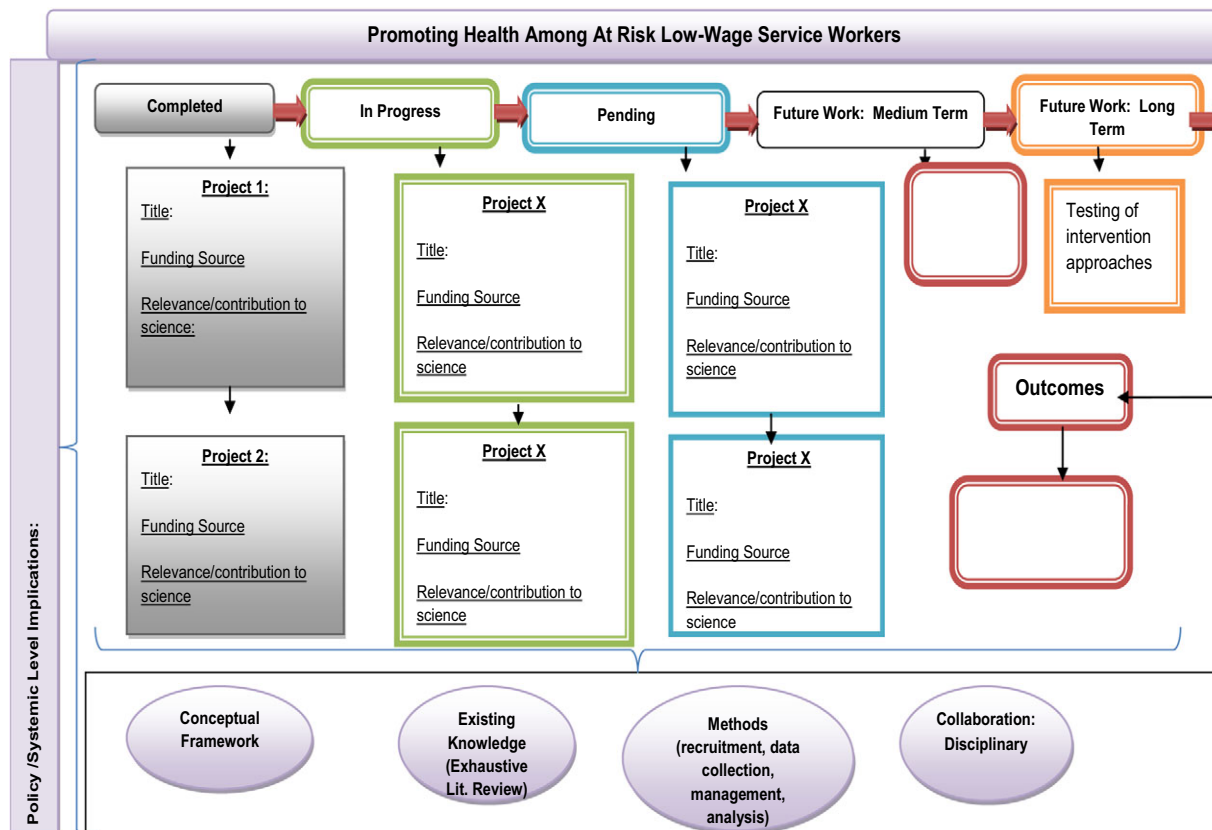 Promoting Health Among At Risk Low-Wage Service Workers
Policy /Systemic Level Implications:
Completed
In Progress
Pending
Future Work:  Medium Term
Future Work:  Long
Term
Project 1:
Title:
Funding Source
Relevance/contribution to
science:
Project X
Title:
Funding Source
Relevance/contribution to
science
Project X
Title:
Funding Source
Relevance/contribution to
science
Testing of
intervention
approaches
Outcomes
Project 2:
Title:
Funding Source
Relevance/contribution to
science
Project X
Title:
Funding Source
Relevance/contribution to
science
Project X
Title:
Funding Source
Relevance/contribution to
science
Conceptual
Framework
Existing
Knowledge
(Exhaustive
Lit. Review)
Methods
(recruitment, data
collection,
management,
analysis)
Collaboration:
Disciplinary